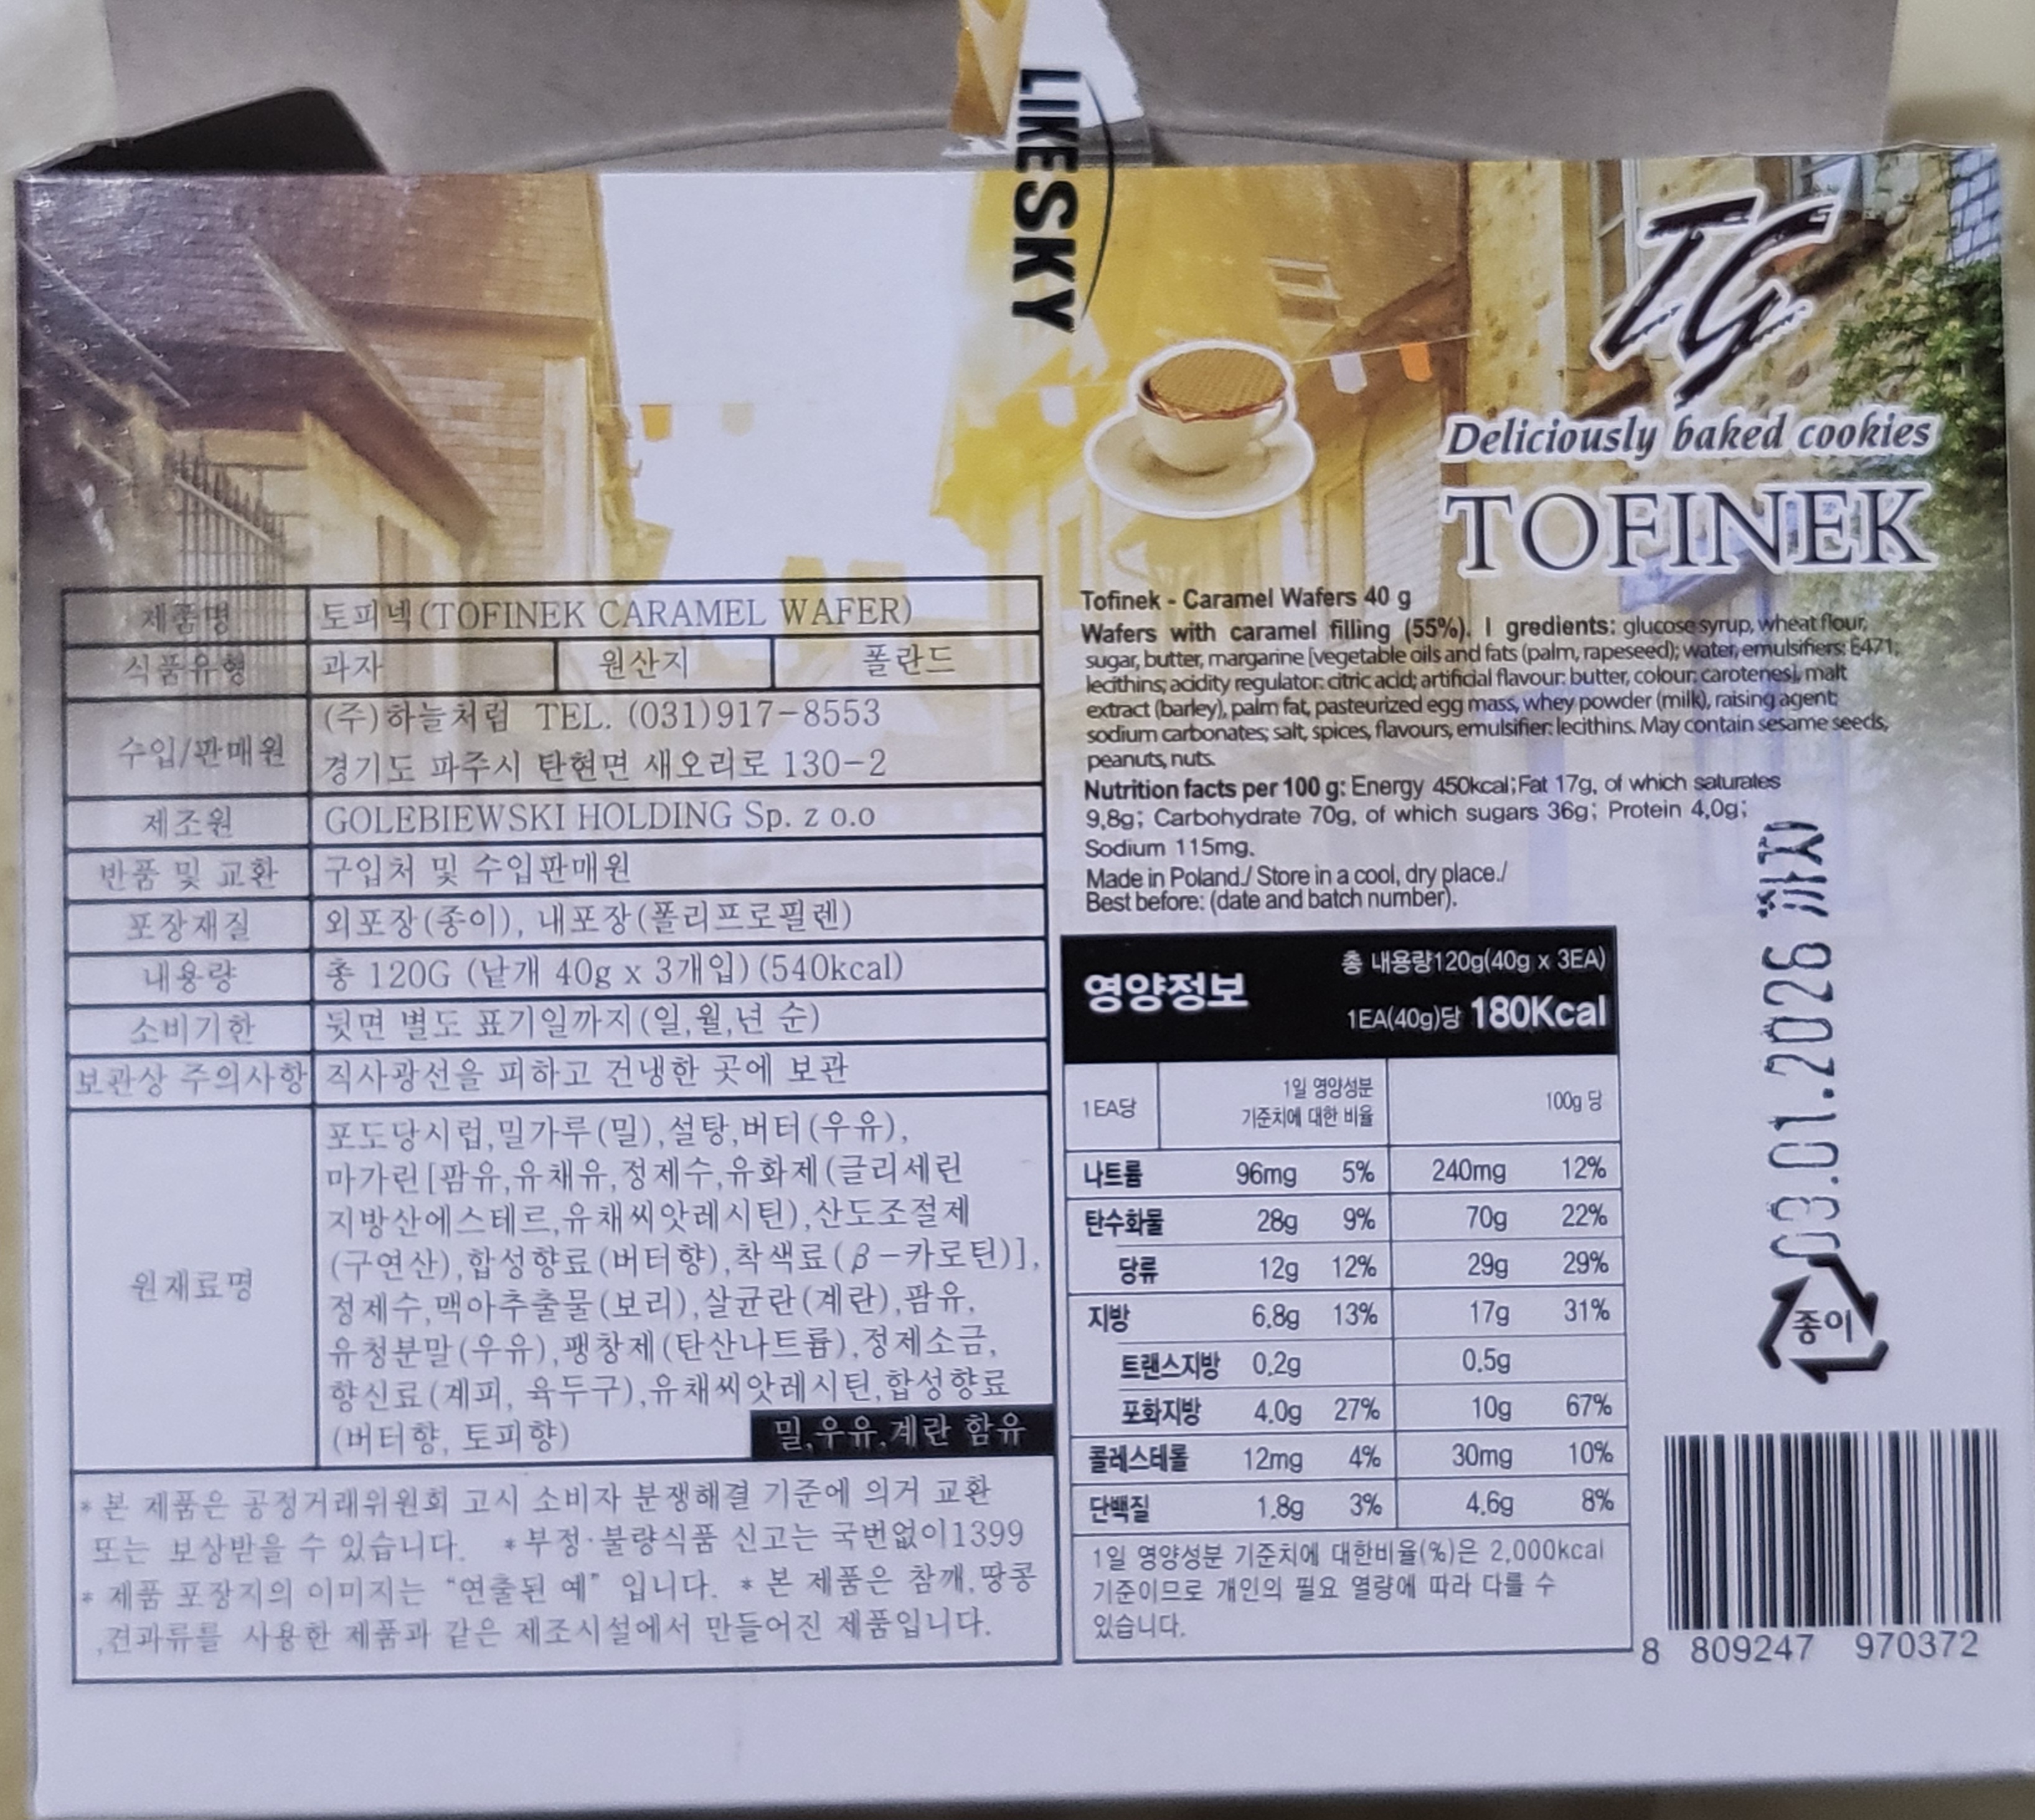 LIKESKY
TG
Deliciously baked cookies
TOFINEK
제품명 토피넥(TOFINEK CARAMEL WAFER)
식품유형 과자 원산지 폴란드
수입/판매원 (주)하늘처럼 TEL. (031)917-8553
경기도 파주시 탄현면 새오리로 130-2
제조원 GOLEBIEWSKI HOLDING Sp. z o.o
반품 및 교환 구입처 및 수입판매원
포장재질 외포장(종이), 내포장(폴리프로필렌)
내용량 총 120G (낱개 40g x 3개입)(540kcal)
소비기한 뒷면 별도 표기일까지(일,월,년 순)
보관상 주의사항 직사광선을 피하고 건냉한 곳에 보관
원재료명 포도당시럽,밀가루(밀),설탕,버터(우유),
마가린[팜유,유채유,정제수,유화제(글리세린
지방산에스테르,유채씨앗레시틴),산도조절제
(구연산),합성향료(버터향),착색료(β-카로틴)],
정제수,맥아추출물(보리),살균란(계란),팜유,
유청분말(우유),팽창제(탄산나트륨),정제소금,
향신료(계피, 육두구),유채씨앗레시틴,합성향료
(버터향, 토피향) 밀,우유,계란 함유
* 본 제품은 공정거래위원회 고시 소비자 분쟁해결 기준에 의거 교환
또는 보상받을 수 있습니다. *부정·불량식품 신고는 국번없이1399
* 제품 포장지의 이미지는 "연출된 예" 입니다. * 본 제품은 참깨,땅콩
,견과류를 사용한 제품과 같은 제조시설에서 만들어진 제품입니다.
Tofinek - Caramel Wafers 40 g
Wafers with caramel filling (55%). I gredients: glucose syrup, wheat flour,
sugar, butter, margarine [vegetable oils and fats (palm, rapeseed); water, emulsifiers: E471,
lecithins; acidity regulator: citric acid; artificial flavour: butter, colour: carotenes], malt
extract (barley), palm fat, pasteurized egg mass, whey powder (milk), raising agent:
sodium carbonates; salt, spices, flavours, emulsifier: lecithins. May contain sesame seeds,
peanuts, nuts.
Nutrition facts per 100 g: Energy 450kcal;Fat 17g, of which saturates
9,8g; Carbohydrate 70g, of which sugars 36g; Protein 4,0g;
Sodium 115mg.
Made in Poland./ Store in a cool, dry place./
Best before: (date and batch number).
영양정보 총 내용량120g(40g x 3EA)
1EA(40g)당 180Kcal
1EA당 1일 영양성분 기준치에 대한 비율 100g 당
나트륨 96mg 5% 240mg 12%
탄수화물 28g 9% 70g 22%
당류 12g 12% 29g 29%
지방 6.8g 13% 17g 31%
트랜스지방 0.2g 0.5g
포화지방 4.0g 27% 10g 67%
콜레스테롤 12mg 4% 30mg 10%
단백질 1.8g 3% 4.6g 8%
1일 영양성분 기준치에 대한비율(%)은 2,000kcal
기준이므로 개인의 필요 열량에 따라 다를 수
있습니다.
03.01.2026 까지
종이
8 809247 970372